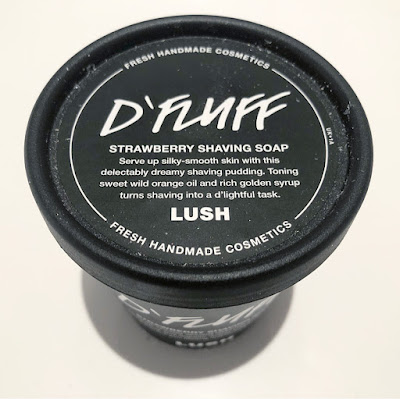 FRESH HANDMADE COSMETICS
D'FLUFF
STRAWBERRY SHAVING SOAP
Serve up silky-smooth skin with this
delectably dreamy shaving pudding. Toning
sweet wild orange oil and rich golden syrup
turns shaving into a d'lightful task.
LUSH
FRESH HANDMADE COSMETICS
D'FLUFF
STRAWBERRY SHAVING
LUSH